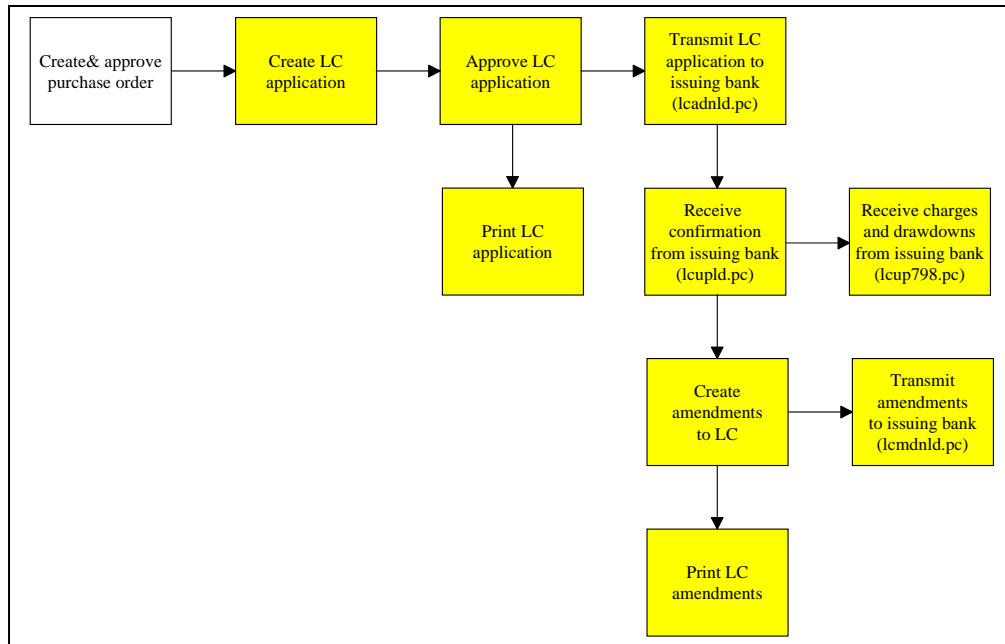 Create& approve
purchase order
Create LC
application
Approve LC
application
Transmit LC
application to
issuing bank
(lcadnld.pc)
Print LC
application
Receive
confirmation
from issuing bank
(lcupld.pc)
Receive charges
and drawdowns
from issuing bank
(lcup798.pc)
Create
amendments
to LC
Transmit
amendments
to issuing bank
(lcmdnld.pc)
Print LC
amendments